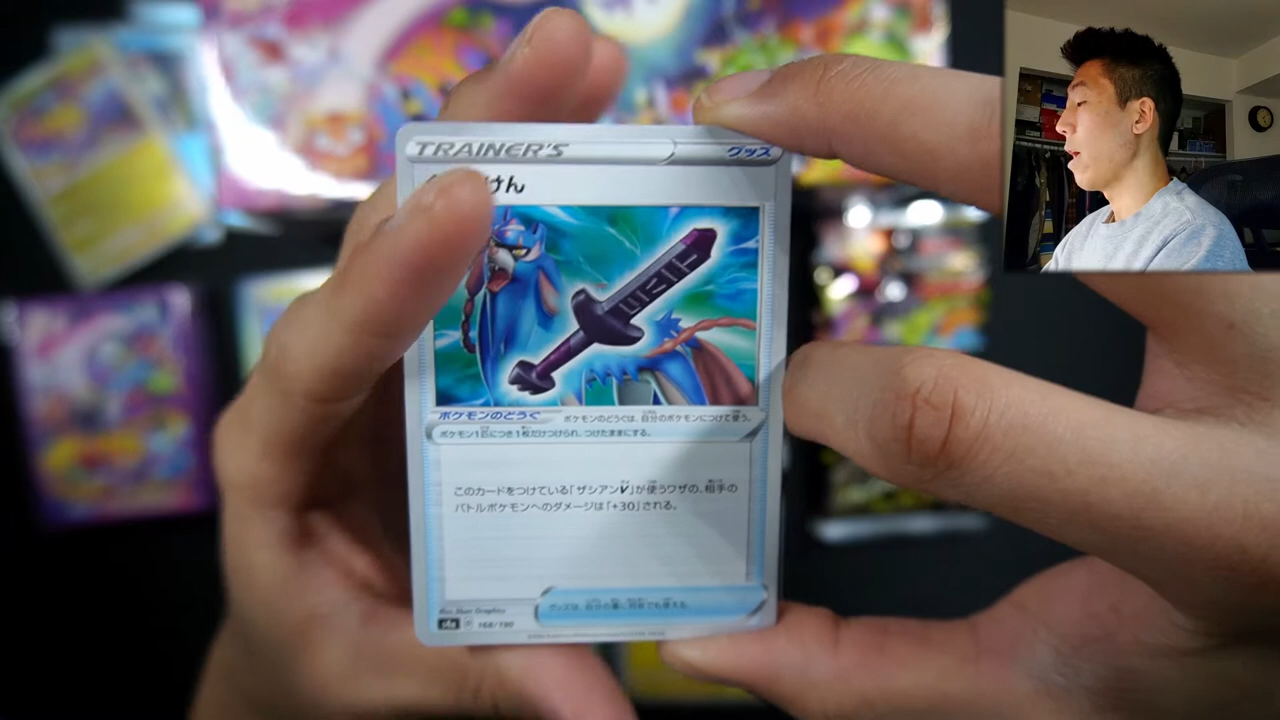 TRAINER'S グッズ
けん
ポケモンのどうぐ ポケモンのどうぐは、自分のポケモンにつけて使う。
ポケモン1匹につき1枚だけつけられ、つけたままにする。
このカードをつけている「ザシアンV」が使うワザの、相手の
バトルポケモンへのダメージは「+30」される。
グッズは、自分の番に何枚でも使える。
Illus. 
s4a 168/190